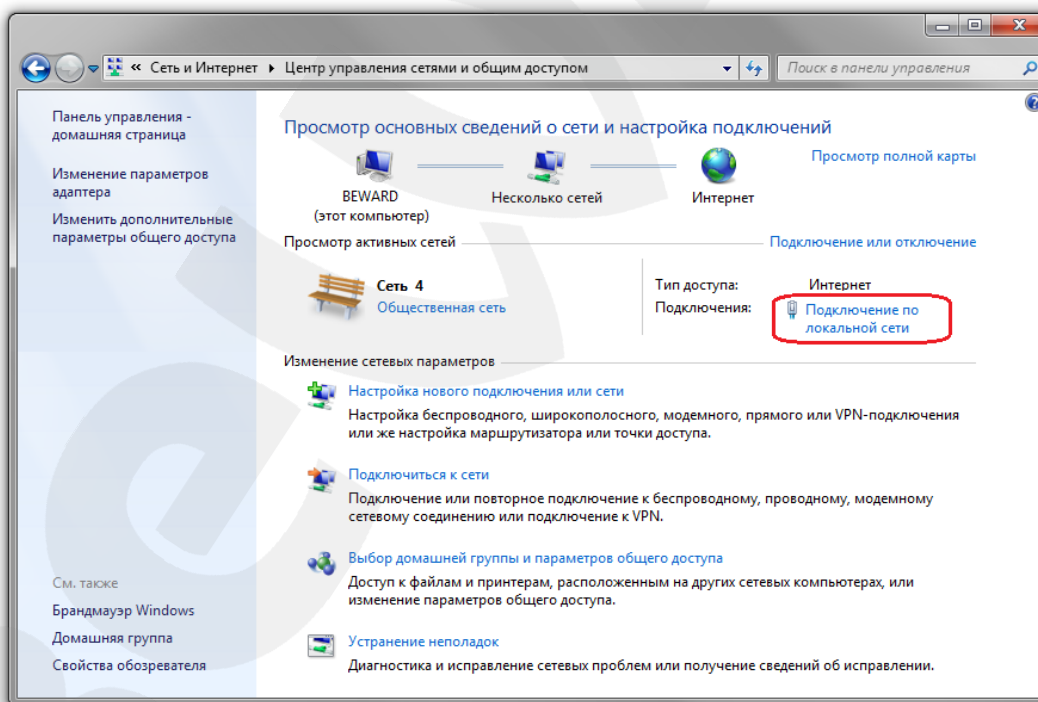 « Сеть и Интернет ▸ Центр управления сетями и общим доступом
Поиск в панели управления
Панель управления -
домашняя страница
Изменение параметров
адаптера
Изменить дополнительные
параметры общего доступа
См. также
Брандмауэр Windows
Домашняя группа
Свойства обозревателя
Просмотр основных сведений о сети и настройка подключений
Просмотр полной карты
BEWARD
(этот компьютер)
Несколько сетей
Интернет
Просмотр активных сетей
Подключение или отключение
Сеть 4
Общественная сеть
Тип доступа: Интернет
Подключения: Подключение по
локальной сети
Изменение сетевых параметров
Настройка нового подключения или сети
Настройка беспроводного, широкополосного, модемного, прямого или VPN-подключения
или же настройка маршрутизатора или точки доступа.
Подключиться к сети
Подключение или повторное подключение к беспроводному, проводному, модемному
сетевому соединению или подключение к VPN.
Выбор домашней группы и параметров общего доступа
Доступ к файлам и принтерам, расположенным на других сетевых компьютерах, или
изменение параметров общего доступа.
Устранение неполадок
Диагностика и исправление сетевых проблем или получение сведений об исправлении.